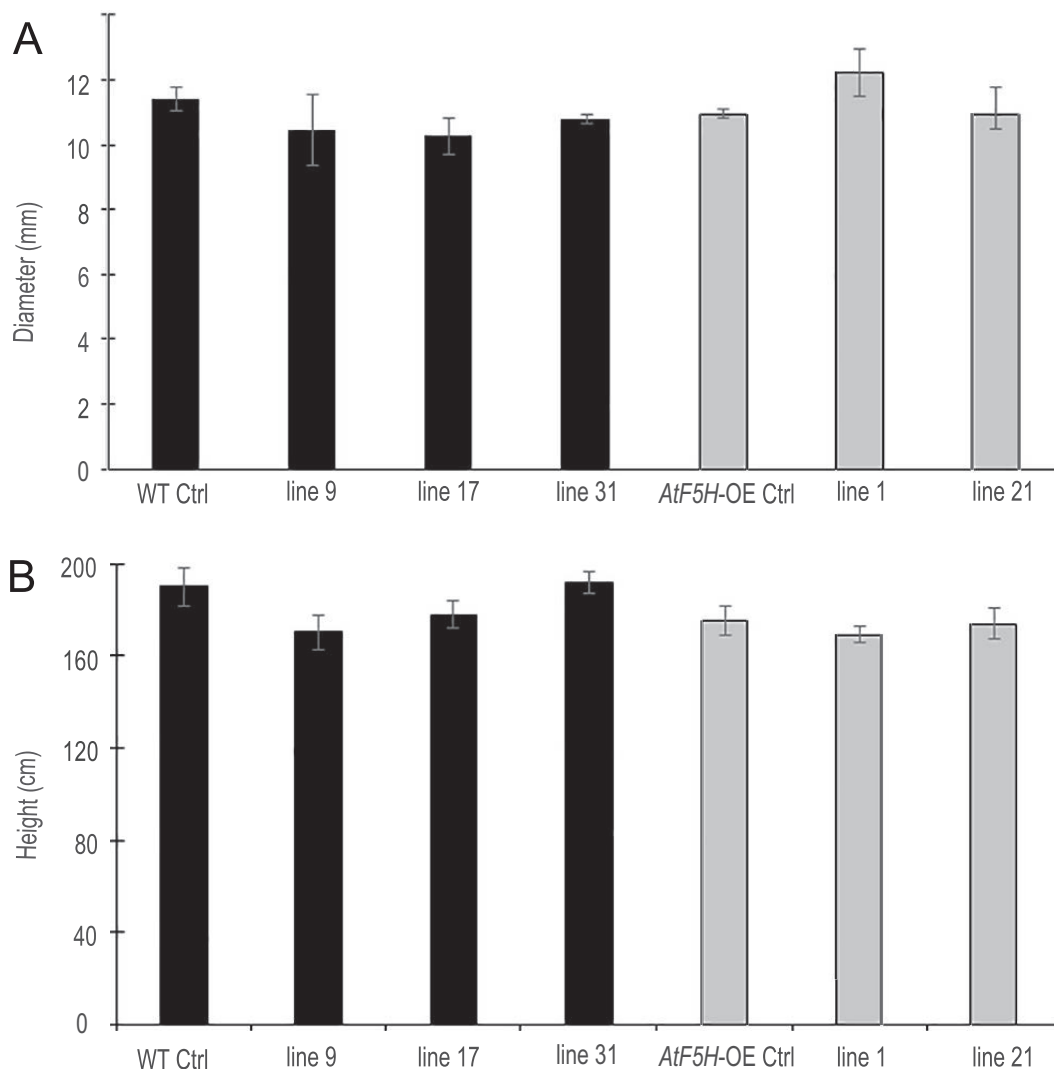 A
Diameter (mm)
12
10
8
6
4
2
0
WT Ctrl line 9 line 17 line 31 AtF5H-OE Ctrl line 1 line 21
B
Height (cm)
200
160
120
80
40
0
WT Ctrl line 9 line 17 line 31 AtF5H-OE Ctrl line 1 line 21